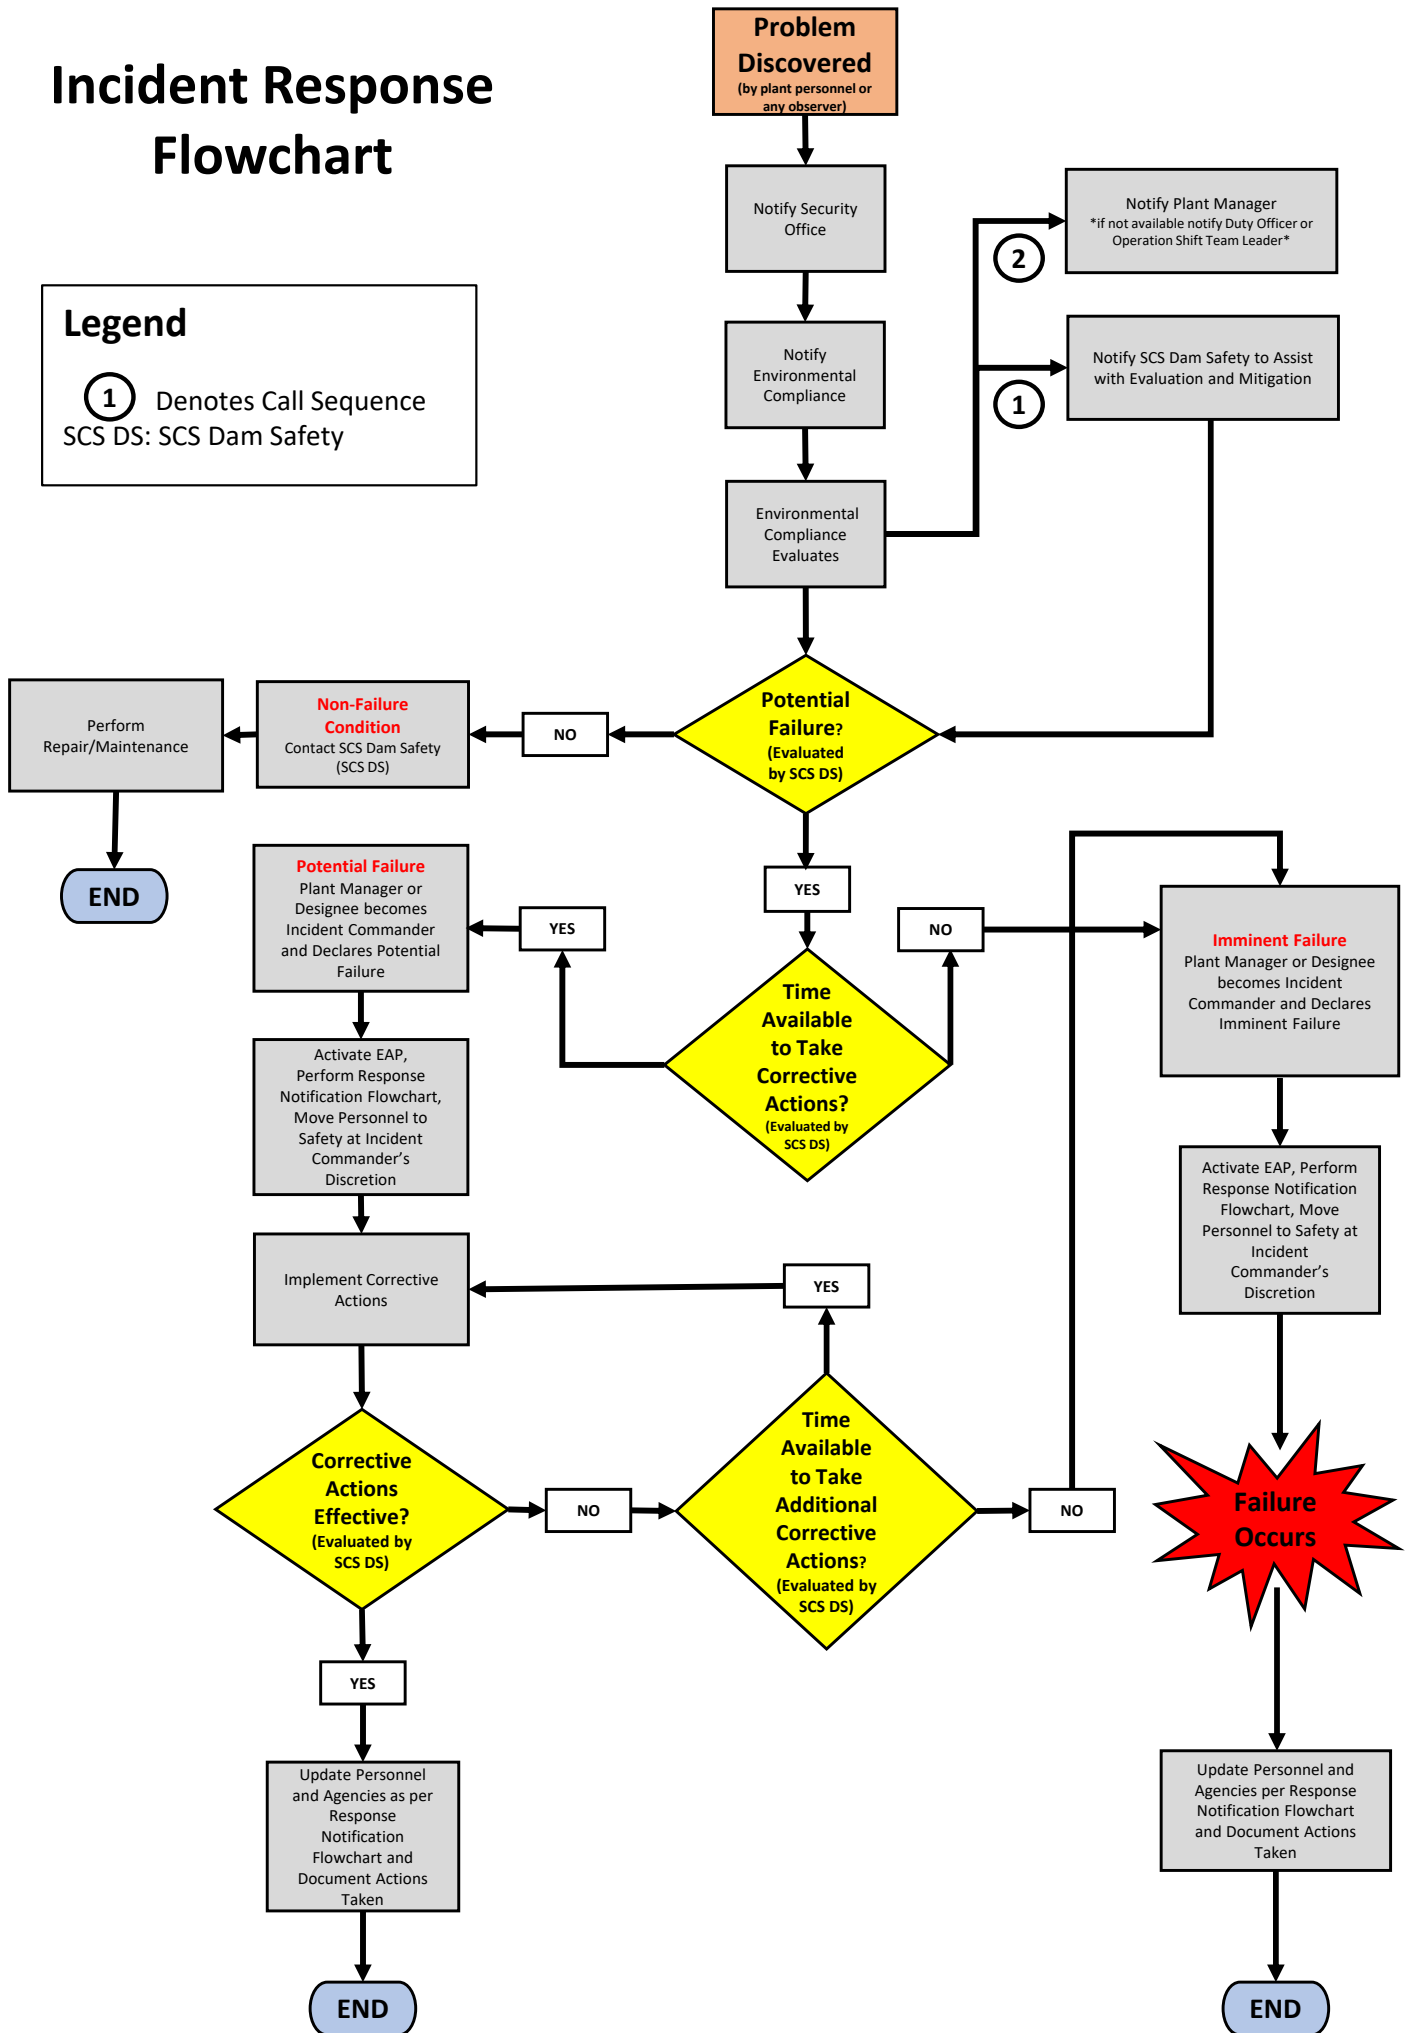 Incident Response
Flowchart
Problem
Discovered
(by plant personnel or
any observer)
Notify Security
Office
Notify Plant Manager
*if not available notify Duty Officer or
Operation Shift Team Leader*
2
Legend
1 Denotes Call Sequence
SCS DS: SCS Dam Safety
Notify
Environmental
Compliance
Notify SCS Dam Safety to Assist
with Evaluation and Mitigation
1
Environmental
Compliance
Evaluates
Potential
Failure?
(Evaluated
by SCS DS)
NO
Non-Failure
Condition
Contact SCS Dam Safety
(SCS DS)
Perform
Repair/Maintenance
END
YES
Time
Available
to Take
Corrective
Actions?
(Evaluated by
SCS DS)
YES
Potential Failure
Plant Manager or
Designee becomes
Incident Commander
and Declares Potential
Failure
NO
Imminent Failure
Plant Manager or Designee
becomes Incident
Commander and Declares
Imminent Failure
Activate EAP,
Perform Response
Notification Flowchart,
Move Personnel to
Safety at Incident
Commander's
Discretion
Activate EAP, Perform
Response Notification
Flowchart, Move
Personnel to Safety at
Incident
Commander's
Discretion
Implement Corrective
Actions
YES
Corrective
Actions
Effective?
(Evaluated by
SCS DS)
NO
Time
Available
to Take
Additional
Corrective
Actions?
(Evaluated by
SCS DS)
NO
Failure
Occurs
YES
Update Personnel
and Agencies as per
Response
Notification
Flowchart and
Document Actions
Taken
END
Update Personnel and
Agencies per Response
Notification Flowchart
and Document Actions
Taken
END